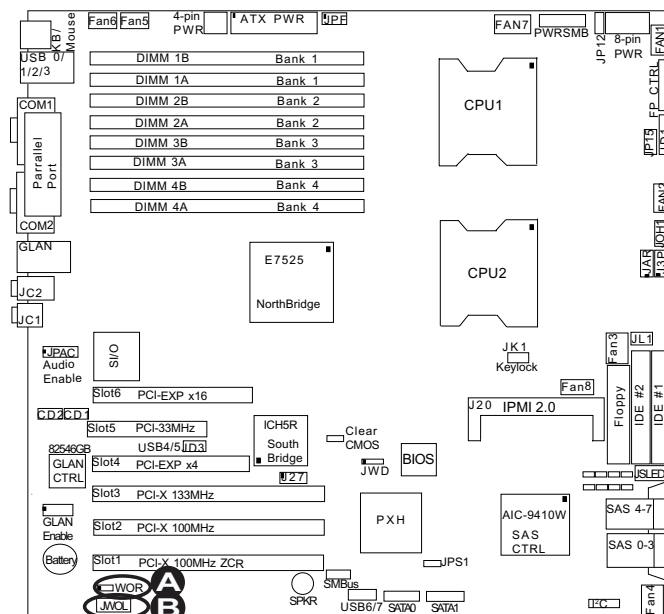 Fan6
Fan5
4-pin
PWR
ATX PWR
JPF
FAN7
PWRSMB
JP12
8-pin
PWR
FAN1
KB/
Mouse
USB 0/
1/2/3
DIMM 1B Bank 1
DIMM 1A Bank 1
DIMM 2B Bank 2
DIMM 2A Bank 2
DIMM 3B Bank 3
DIMM 3A Bank 3
DIMM 4B Bank 4
DIMM 4A Bank 4
CPU1
FP CTRL
JP15
JD1
COM1
Parrallel
Port
COM2
FAN2
JOH1
JAR
J3P
GLAN
E7525
NorthBridge
CPU2
JC2
JC1
JPAC
Audio
Enable
SI/O
JK1
Keylock
Fan3
JL1
Fan8
Floppy
IDE #2
IDE #1
Slot6 PCI-EXP x16
J20 IPMI 2.0
CD2
CD1
Slot5 PCI-33MHz
ICH5R
South
Bridge
Clear
CMOS
82546GB
GLAN
CTRL
USB4/5
JD3
Slot4 PCI-EXP x4
JWD
BIOS
J27
JSLED
Slot3 PCI-X 133MHz
GLAN
Enable
Slot2 PCI-X 100MHz
PXH
AIC-9410W
SAS
CTRL
SAS 4-7
SAS 0-3
Battery
Slot1 PCI-X 100MHz ZCR
JPS1
WOR
A
JWOL
B
SPKR
SMBus
USB6/7
SATA0
SATA1
I²C
Fan4